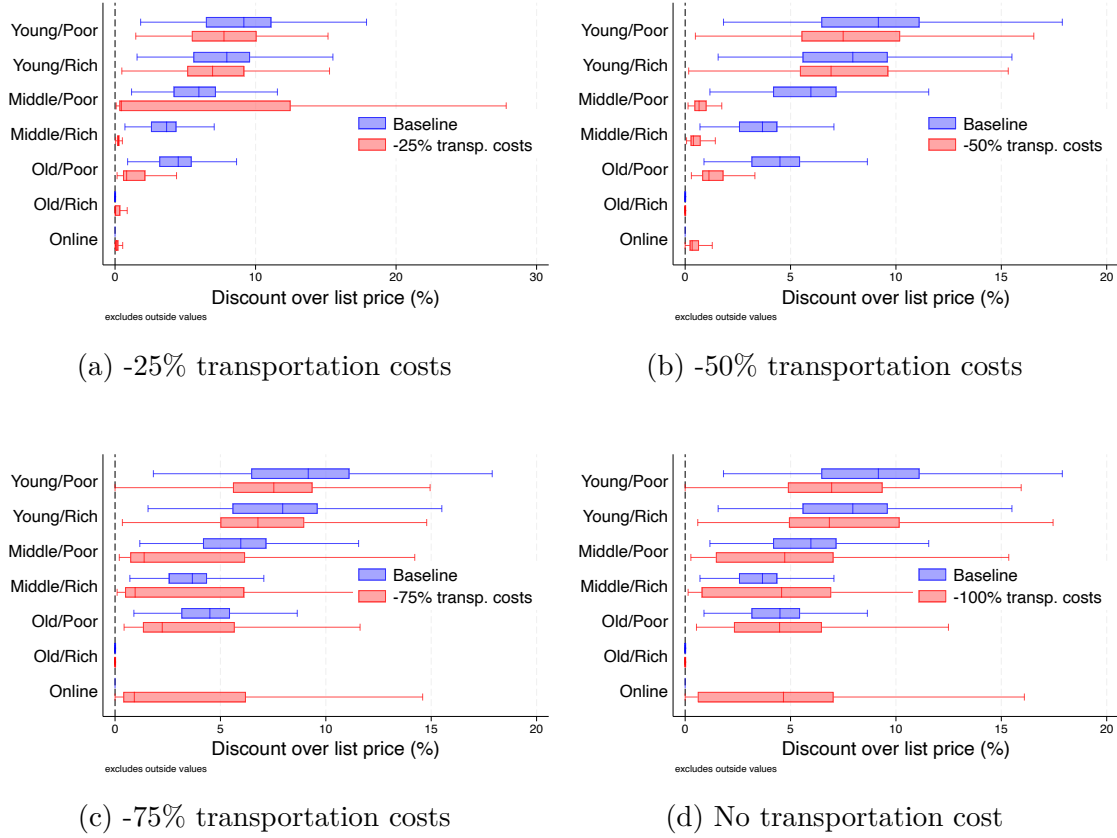 Young/Poor
Young/Rich
Middle/Poor
Middle/Rich
Old/Poor
Old/Rich
Online
Baseline
-25% transp. costs
0 10 20 30
Discount over list price (%)
excludes outside values
(a) -25% transportation costs
Young/Poor
Young/Rich
Middle/Poor
Middle/Rich
Old/Poor
Old/Rich
Online
Baseline
-50% transp. costs
0 5 10 15 20
Discount over list price (%)
excludes outside values
(b) -50% transportation costs
Young/Poor
Young/Rich
Middle/Poor
Middle/Rich
Old/Poor
Old/Rich
Online
Baseline
-75% transp. costs
0 5 10 15 20
Discount over list price (%)
excludes outside values
(c) -75% transportation costs
Young/Poor
Young/Rich
Middle/Poor
Middle/Rich
Old/Poor
Old/Rich
Online
Baseline
-100% transp. costs
0 5 10 15 20
Discount over list price (%)
excludes outside values
(d) No transportation cost